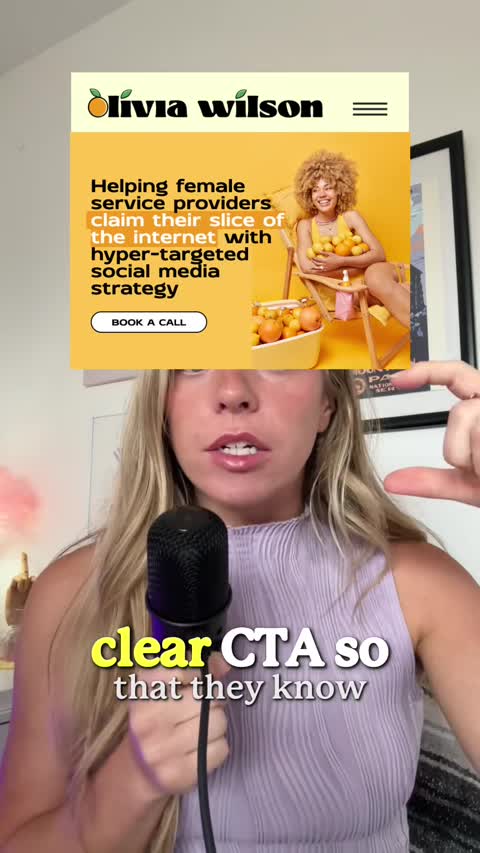 olivia wilson
Helping female
service providers
claim their slice of
the internet with
hyper-targeted
social media
strategy
BOOK A CALL
clear CTA so
that they know